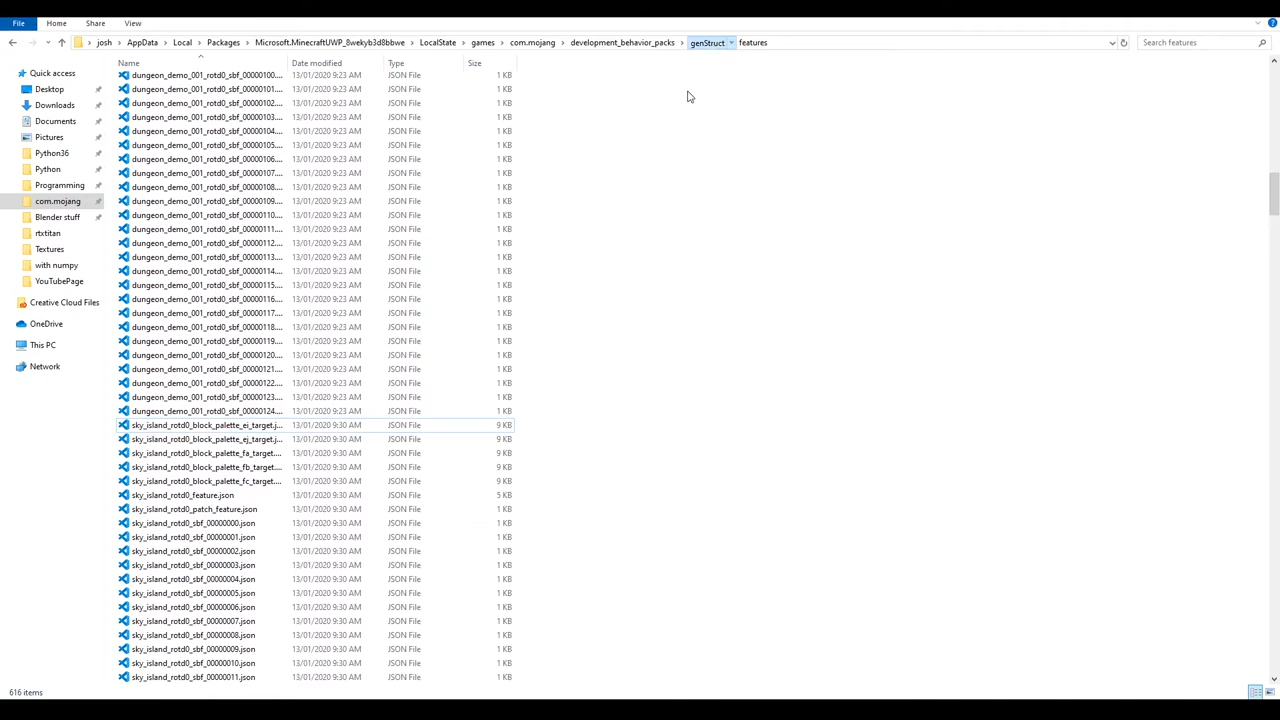 File Home Share View
josh AppData Local Packages Microsoft.MinecraftUWP_8wekyb3d8bbwe LocalState games com.mojang development_behavior_packs genStruct features Search features
Name Date modified Type Size
Quick access
Desktop
Downloads
Documents
Pictures
Python36
Python
Programming
com.mojang
Blender stuff
rtxtitan
Textures
with numpy
YouTubePage
Creative Cloud Files
OneDrive
This PC
Network
dungeon_demo_001_rotd0_sbf_00000100.... 13/01/2020 9:23 AM JSON File 1 KB
dungeon_demo_001_rotd0_sbf_00000101.... 13/01/2020 9:23 AM JSON File 1 KB
dungeon_demo_001_rotd0_sbf_00000102.... 13/01/2020 9:23 AM JSON File 1 KB
dungeon_demo_001_rotd0_sbf_00000103.... 13/01/2020 9:23 AM JSON File 1 KB
dungeon_demo_001_rotd0_sbf_00000104.... 13/01/2020 9:23 AM JSON File 1 KB
dungeon_demo_001_rotd0_sbf_00000105.... 13/01/2020 9:23 AM JSON File 1 KB
dungeon_demo_001_rotd0_sbf_00000106.... 13/01/2020 9:23 AM JSON File 1 KB
dungeon_demo_001_rotd0_sbf_00000107.... 13/01/2020 9:23 AM JSON File 1 KB
dungeon_demo_001_rotd0_sbf_00000108.... 13/01/2020 9:23 AM JSON File 1 KB
dungeon_demo_001_rotd0_sbf_00000109.... 13/01/2020 9:23 AM JSON File 1 KB
dungeon_demo_001_rotd0_sbf_00000110.... 13/01/2020 9:23 AM JSON File 1 KB
dungeon_demo_001_rotd0_sbf_00000111.... 13/01/2020 9:23 AM JSON File 1 KB
dungeon_demo_001_rotd0_sbf_00000112.... 13/01/2020 9:23 AM JSON File 1 KB
dungeon_demo_001_rotd0_sbf_00000113.... 13/01/2020 9:23 AM JSON File 1 KB
dungeon_demo_001_rotd0_sbf_00000114.... 13/01/2020 9:23 AM JSON File 1 KB
dungeon_demo_001_rotd0_sbf_00000115.... 13/01/2020 9:23 AM JSON File 1 KB
dungeon_demo_001_rotd0_sbf_00000116.... 13/01/2020 9:23 AM JSON File 1 KB
dungeon_demo_001_rotd0_sbf_00000117.... 13/01/2020 9:23 AM JSON File 1 KB
dungeon_demo_001_rotd0_sbf_00000118.... 13/01/2020 9:23 AM JSON File 1 KB
dungeon_demo_001_rotd0_sbf_00000119.... 13/01/2020 9:23 AM JSON File 1 KB
dungeon_demo_001_rotd0_sbf_00000120.... 13/01/2020 9:23 AM JSON File 1 KB
dungeon_demo_001_rotd0_sbf_00000121.... 13/01/2020 9:23 AM JSON File 1 KB
dungeon_demo_001_rotd0_sbf_00000122.... 13/01/2020 9:23 AM JSON File 1 KB
dungeon_demo_001_rotd0_sbf_00000123.... 13/01/2020 9:23 AM JSON File 1 KB
dungeon_demo_001_rotd0_sbf_00000124.... 13/01/2020 9:23 AM JSON File 1 KB
sky_island_rotd0_block_palette_ei_target.j... 13/01/2020 9:30 AM JSON File 9 KB
sky_island_rotd0_block_palette_ej_target.j... 13/01/2020 9:30 AM JSON File 9 KB
sky_island_rotd0_block_palette_fa_target.... 13/01/2020 9:30 AM JSON File 9 KB
sky_island_rotd0_block_palette_fb_target.... 13/01/2020 9:30 AM JSON File 9 KB
sky_island_rotd0_block_palette_fc_target.... 13/01/2020 9:30 AM JSON File 9 KB
sky_island_rotd0_feature.json 13/01/2020 9:30 AM JSON File 5 KB
sky_island_rotd0_patch_feature.json 13/01/2020 9:30 AM JSON File 1 KB
sky_island_rotd0_sbf_00000000.json 13/01/2020 9:30 AM JSON File 1 KB
sky_island_rotd0_sbf_00000001.json 13/01/2020 9:30 AM JSON File 1 KB
sky_island_rotd0_sbf_00000002.json 13/01/2020 9:30 AM JSON File 1 KB
sky_island_rotd0_sbf_00000003.json 13/01/2020 9:30 AM JSON File 1 KB
sky_island_rotd0_sbf_00000004.json 13/01/2020 9:30 AM JSON File 1 KB
sky_island_rotd0_sbf_00000005.json 13/01/2020 9:30 AM JSON File 1 KB
sky_island_rotd0_sbf_00000006.json 13/01/2020 9:30 AM JSON File 1 KB
sky_island_rotd0_sbf_00000007.json 13/01/2020 9:30 AM JSON File 1 KB
sky_island_rotd0_sbf_00000008.json 13/01/2020 9:30 AM JSON File 1 KB
sky_island_rotd0_sbf_00000009.json 13/01/2020 9:30 AM JSON File 1 KB
sky_island_rotd0_sbf_00000010.json 13/01/2020 9:30 AM JSON File 1 KB
sky_island_rotd0_sbf_00000011.json 13/01/2020 9:30 AM JSON File 1 KB
616 items